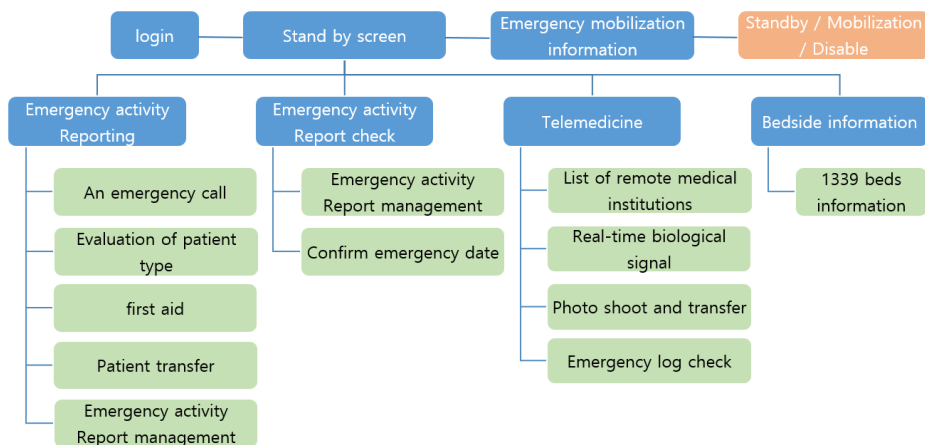 login
Stand by screen
Emergency mobilization
information
Standby / Mobilization
/ Disable
Emergency activity
Reporting
Emergency activity
Report check
Telemedicine
Bedside information
An emergency call
Evaluation of patient
type
first aid
Patient transfer
Emergency activity
Report management
Emergency activity
Report management
Confirm emergency date
List of remote medical
institutions
Real-time biological
signal
Photo shoot and transfer
Emergency log check
1339 beds
information